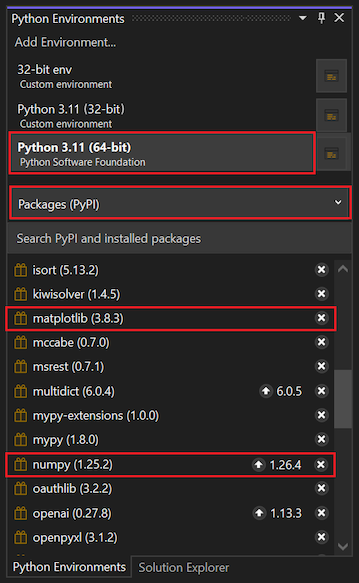 Python Environments
Add Environment...
32-bit env
Custom environment
Python 3.11 (32-bit)
Custom environment
Python 3.11 (64-bit)
Python Software Foundation
Packages (PyPI)
Search PyPI and installed packages
isort (5.13.2)
kiwisolver (1.4.5)
matplotlib (3.8.3)
mccabe (0.7.0)
msrest (0.7.1)
multidict (6.0.4) 6.0.5
mypy-extensions (1.0.0)
mypy (1.8.0)
numpy (1.25.2) 1.26.4
oauthlib (3.2.2)
openai (0.27.8) 1.13.3
openpyxl (3.1.2)
Python Environments Solution Explorer